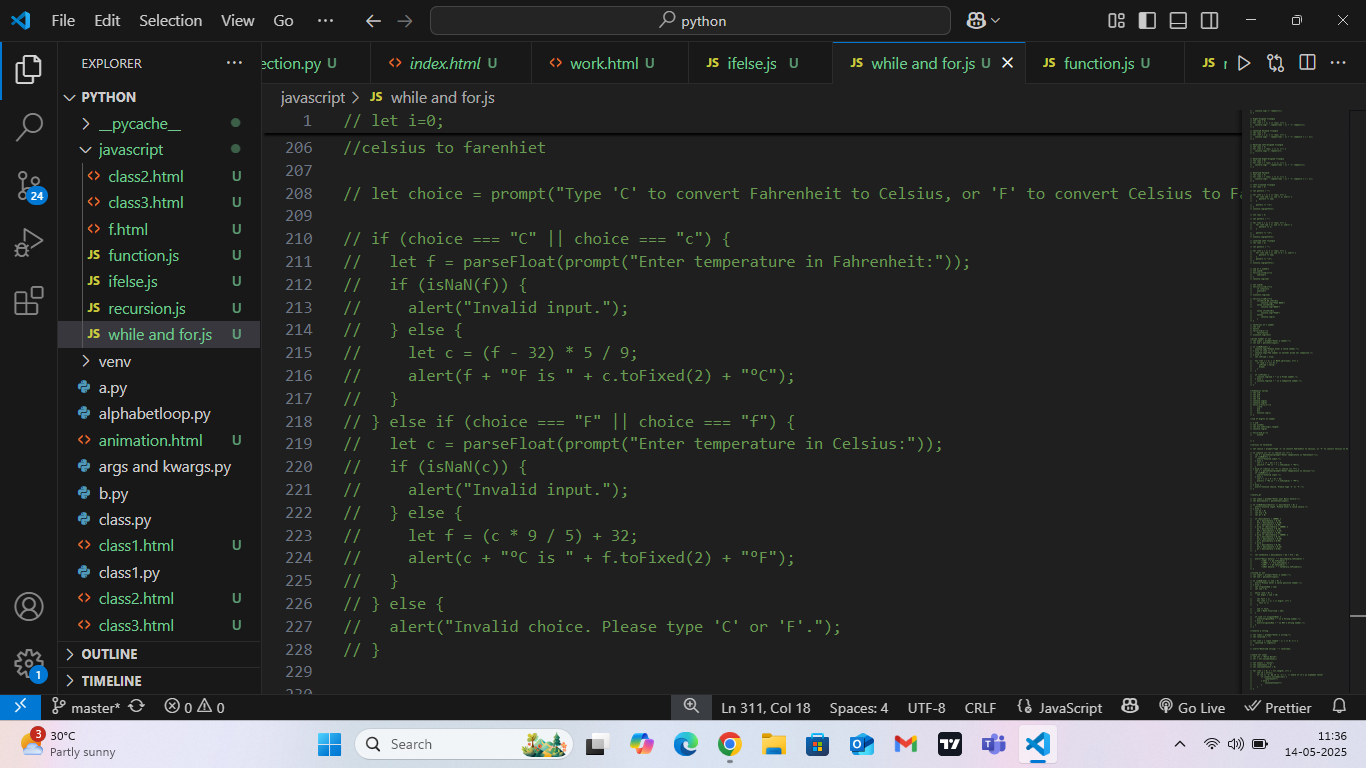 File Edit Selection View Go ··· python
EXPLORER ···
ection.py U
index.html U
work.html U
JS ifelse.js U
JS while and for.js U
JS function.js U
JS
PYTHON
__pycache__
javascript
class2.html U
class3.html U
f.html U
JS function.js U
JS ifelse.js U
JS recursion.js U
JS while and for.js U
venv
a.py
alphabetloop.py
animation.html U
args and kwargs.py
b.py
class.py
class1.html U
class1.py
class2.html U
class3.html U
OUTLINE
TIMELINE
24
1
javascript > JS while and for.js
1 // let i=0;
206 //celsius to farenhiet
207
208 // let choice = prompt("Type 'C' to convert Fahrenheit to Celsius, or 'F' to convert Celsius to Fa
209
210 // if (choice === "C" || choice === "c") {
211 //   let f = parseFloat(prompt("Enter temperature in Fahrenheit:"));
212 //   if (isNaN(f)) {
213 //     alert("Invalid input.");
214 //   } else {
215 //     let c = (f - 32) * 5 / 9;
216 //     alert(f + "°F is " + c.toFixed(2) + "°C");
217 //   }
218 // } else if (choice === "F" || choice === "f") {
219 //   let c = parseFloat(prompt("Enter temperature in Celsius:"));
220 //   if (isNaN(c)) {
221 //     alert("Invalid input.");
222 //   } else {
223 //     let f = (c * 9 / 5) + 32;
224 //     alert(c + "°C is " + f.toFixed(2) + "°F");
225 //   }
226 // } else {
227 //   alert("Invalid choice. Please type 'C' or 'F'.");
228 // }
229
master* 0 0 Ln 311, Col 18 Spaces: 4 UTF-8 CRLF {} JavaScript Go Live Prettier
3
30°C
Partly sunny
Search
11:36
14-05-2025